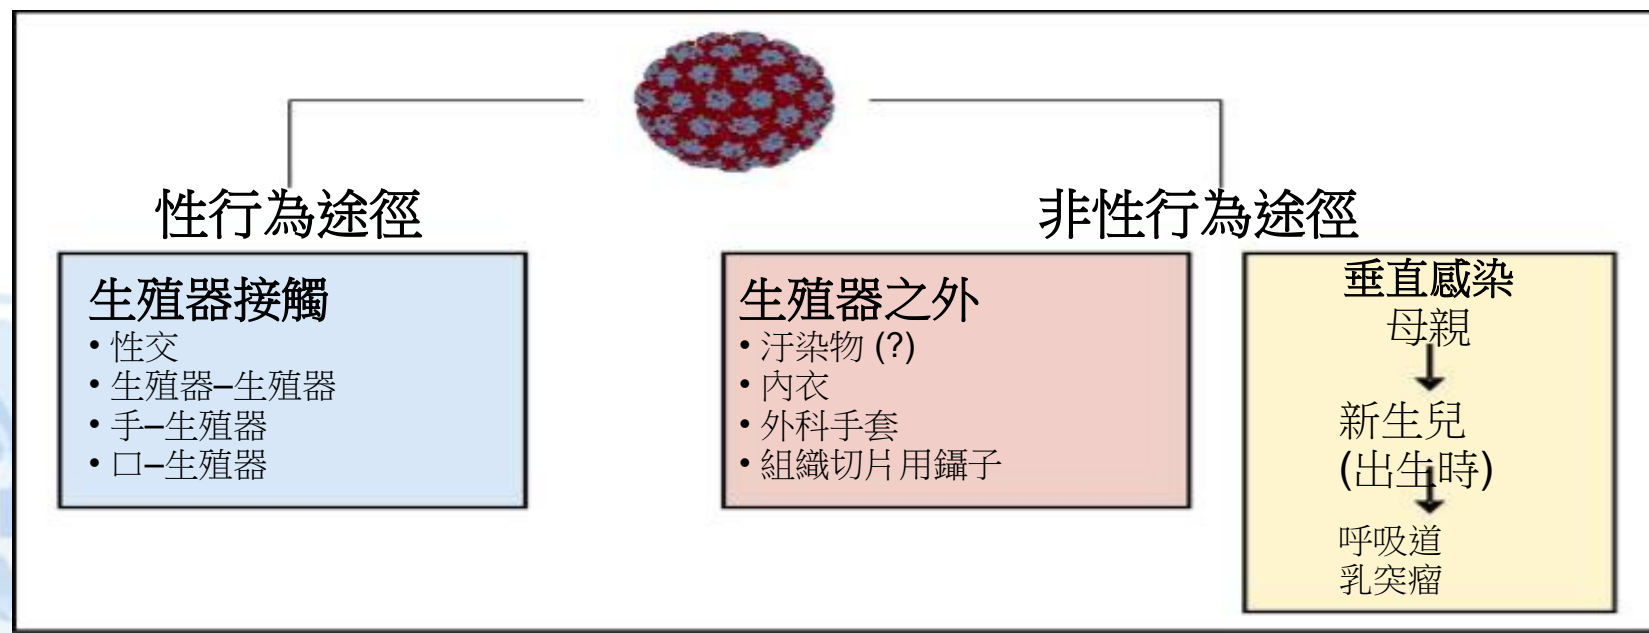 性行為途徑
生殖器接觸
• 性交
• 生殖器–生殖器
• 手–生殖器
• 口–生殖器
非性行為途徑
生殖器之外
• 汙染物 (?)
• 內衣
• 外科手套
• 組織切片用鑷子
垂直感染
母親
新生兒
(出生時)
呼吸道
乳突瘤